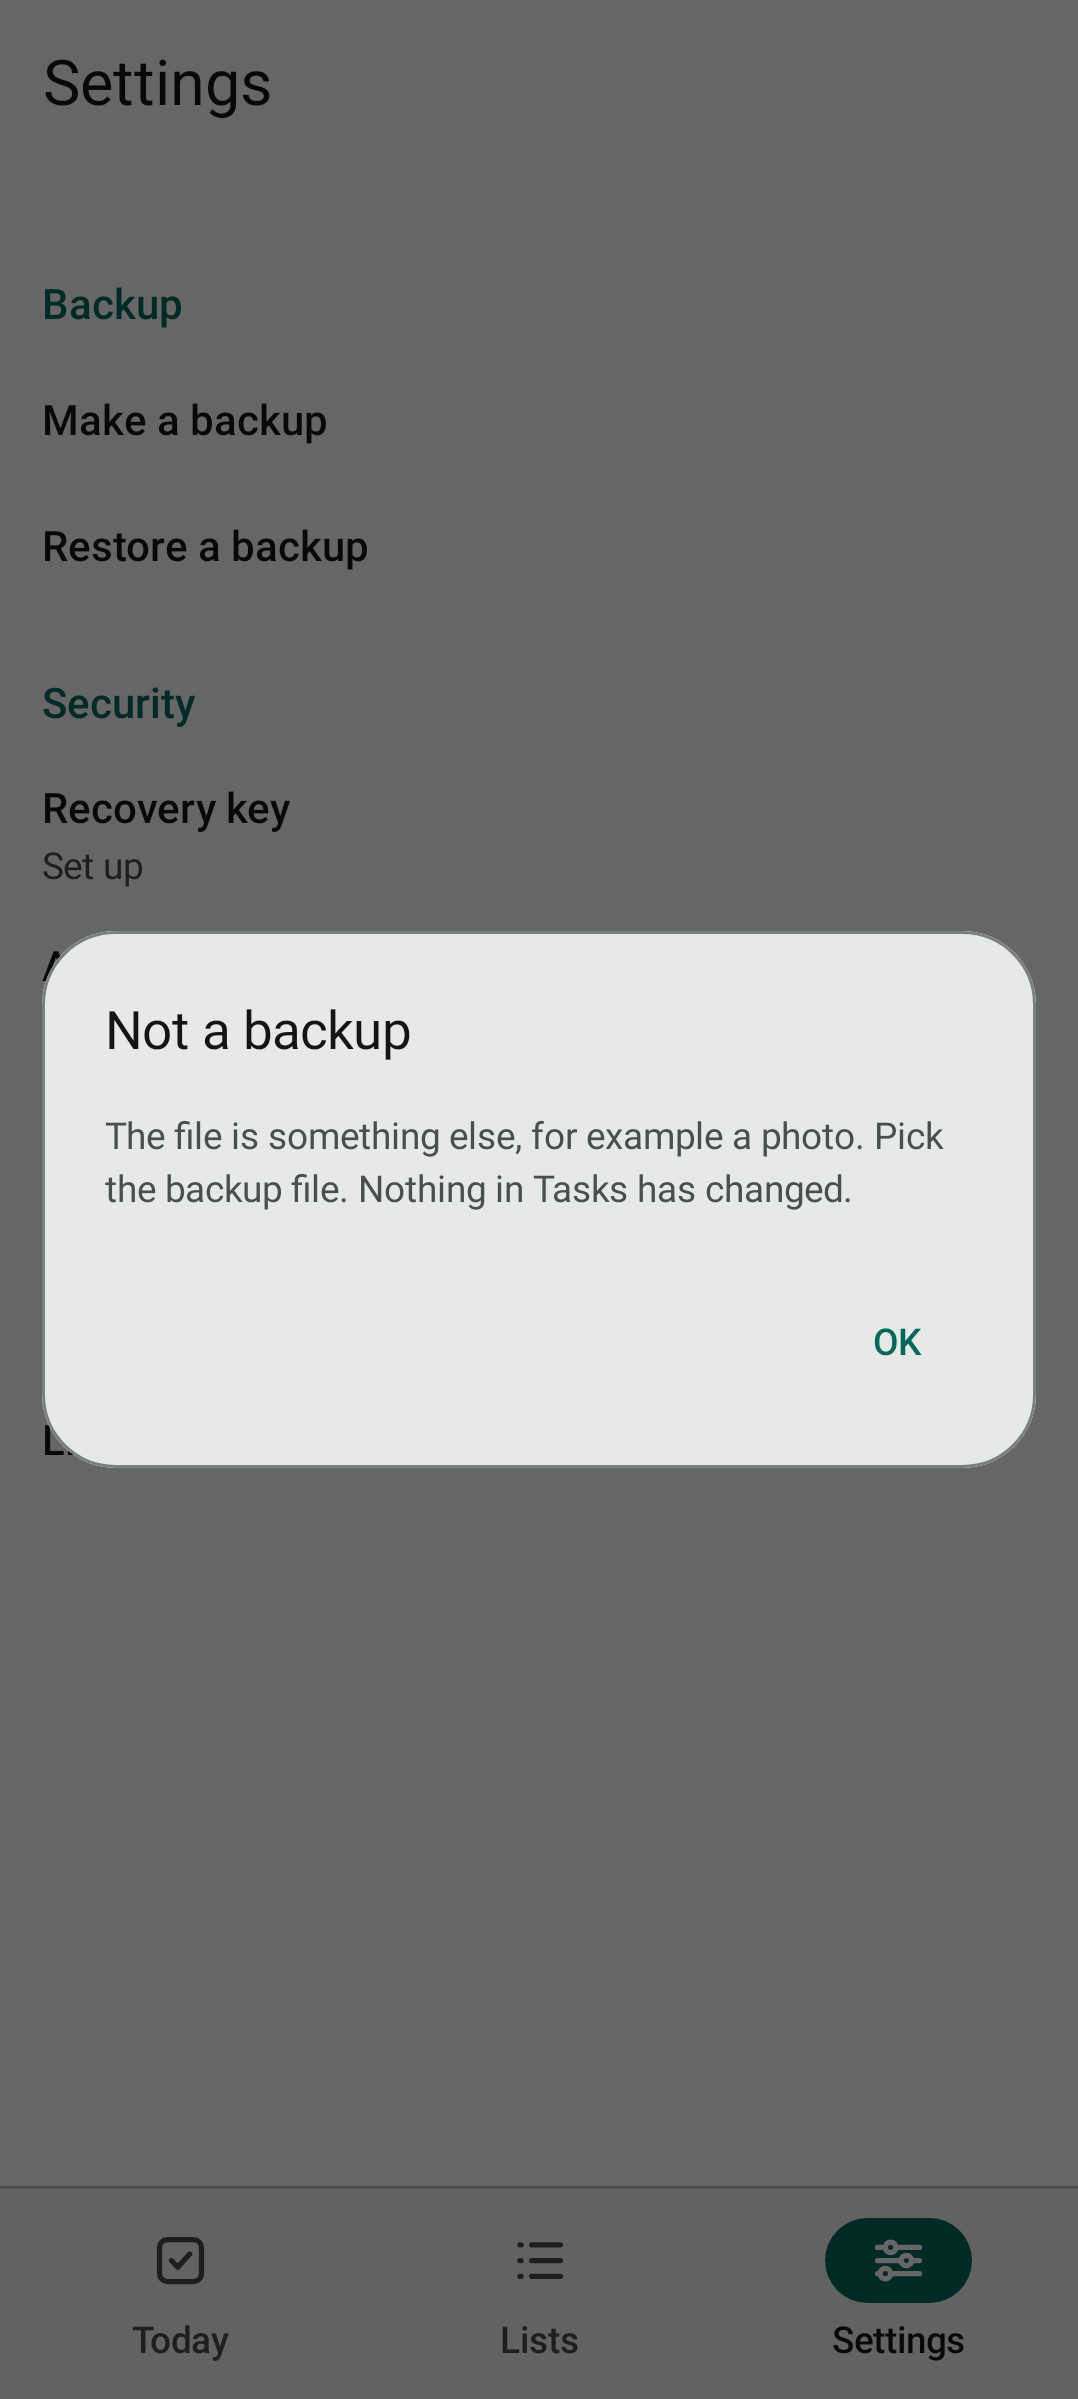 Settings
Backup
Make a backup
Restore a backup
Security
Recovery key
Set up
Not a backup
The file is something else, for example a photo. Pick
the backup file. Nothing in Tasks has changed.
OK
Today
Lists
Settings